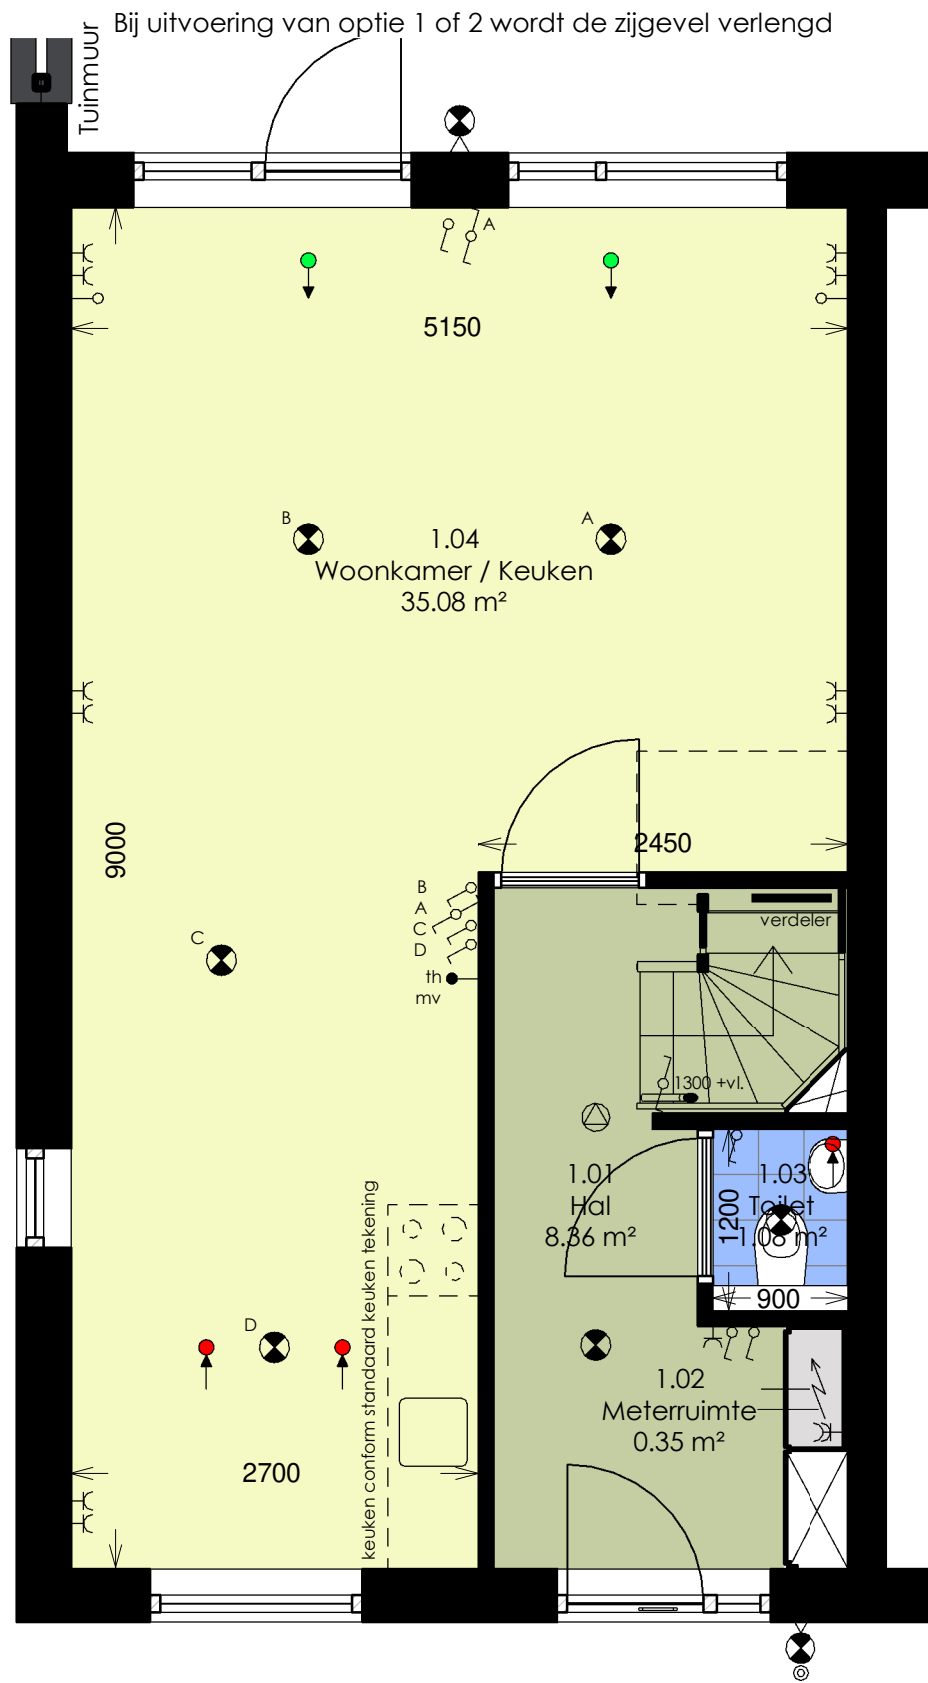 Bij uitvoering van optie 1 of 2 wordt de zijgevel verlengd
Tuinmuur
A
5150
B
A
1.04
Woonkamer / Keuken
35.08 m²
9000
2450
B
A
C
D
th
mv
C
verdeler
1300 +vl.
1.01
Hal
8.36 m²
1.03
Toilet
1.08 m²
1200
900
keuken conform standaard keuken tekening
D
1.02
Meterruimte
0.35 m²
2700